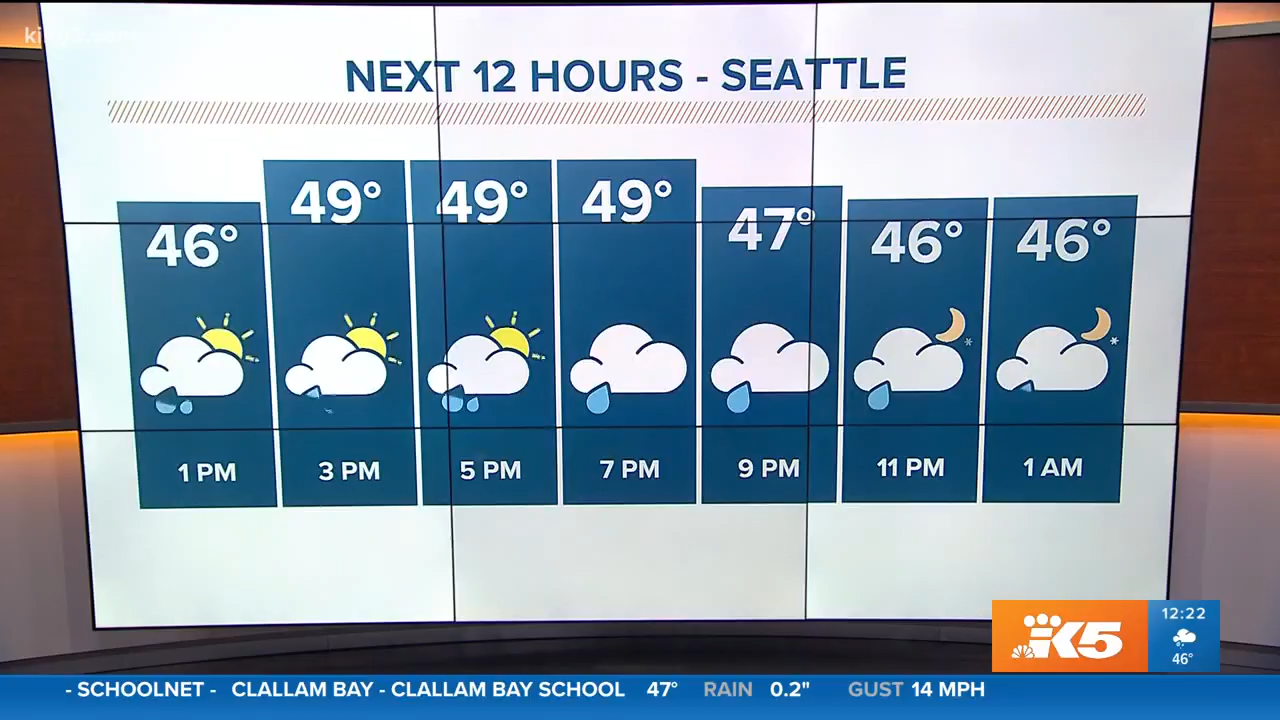 NEXT 12 HOURS - SEATTLE
46° 49° 49° 49° 47° 46° 46°
1 PM 3 PM 5 PM 7 PM 9 PM 11 PM 1 AM
K5
12:22
46°
- SCHOOLNET - CLALLAM BAY - CLALLAM BAY SCHOOL 47° RAIN 0.2" GUST 14 MPH